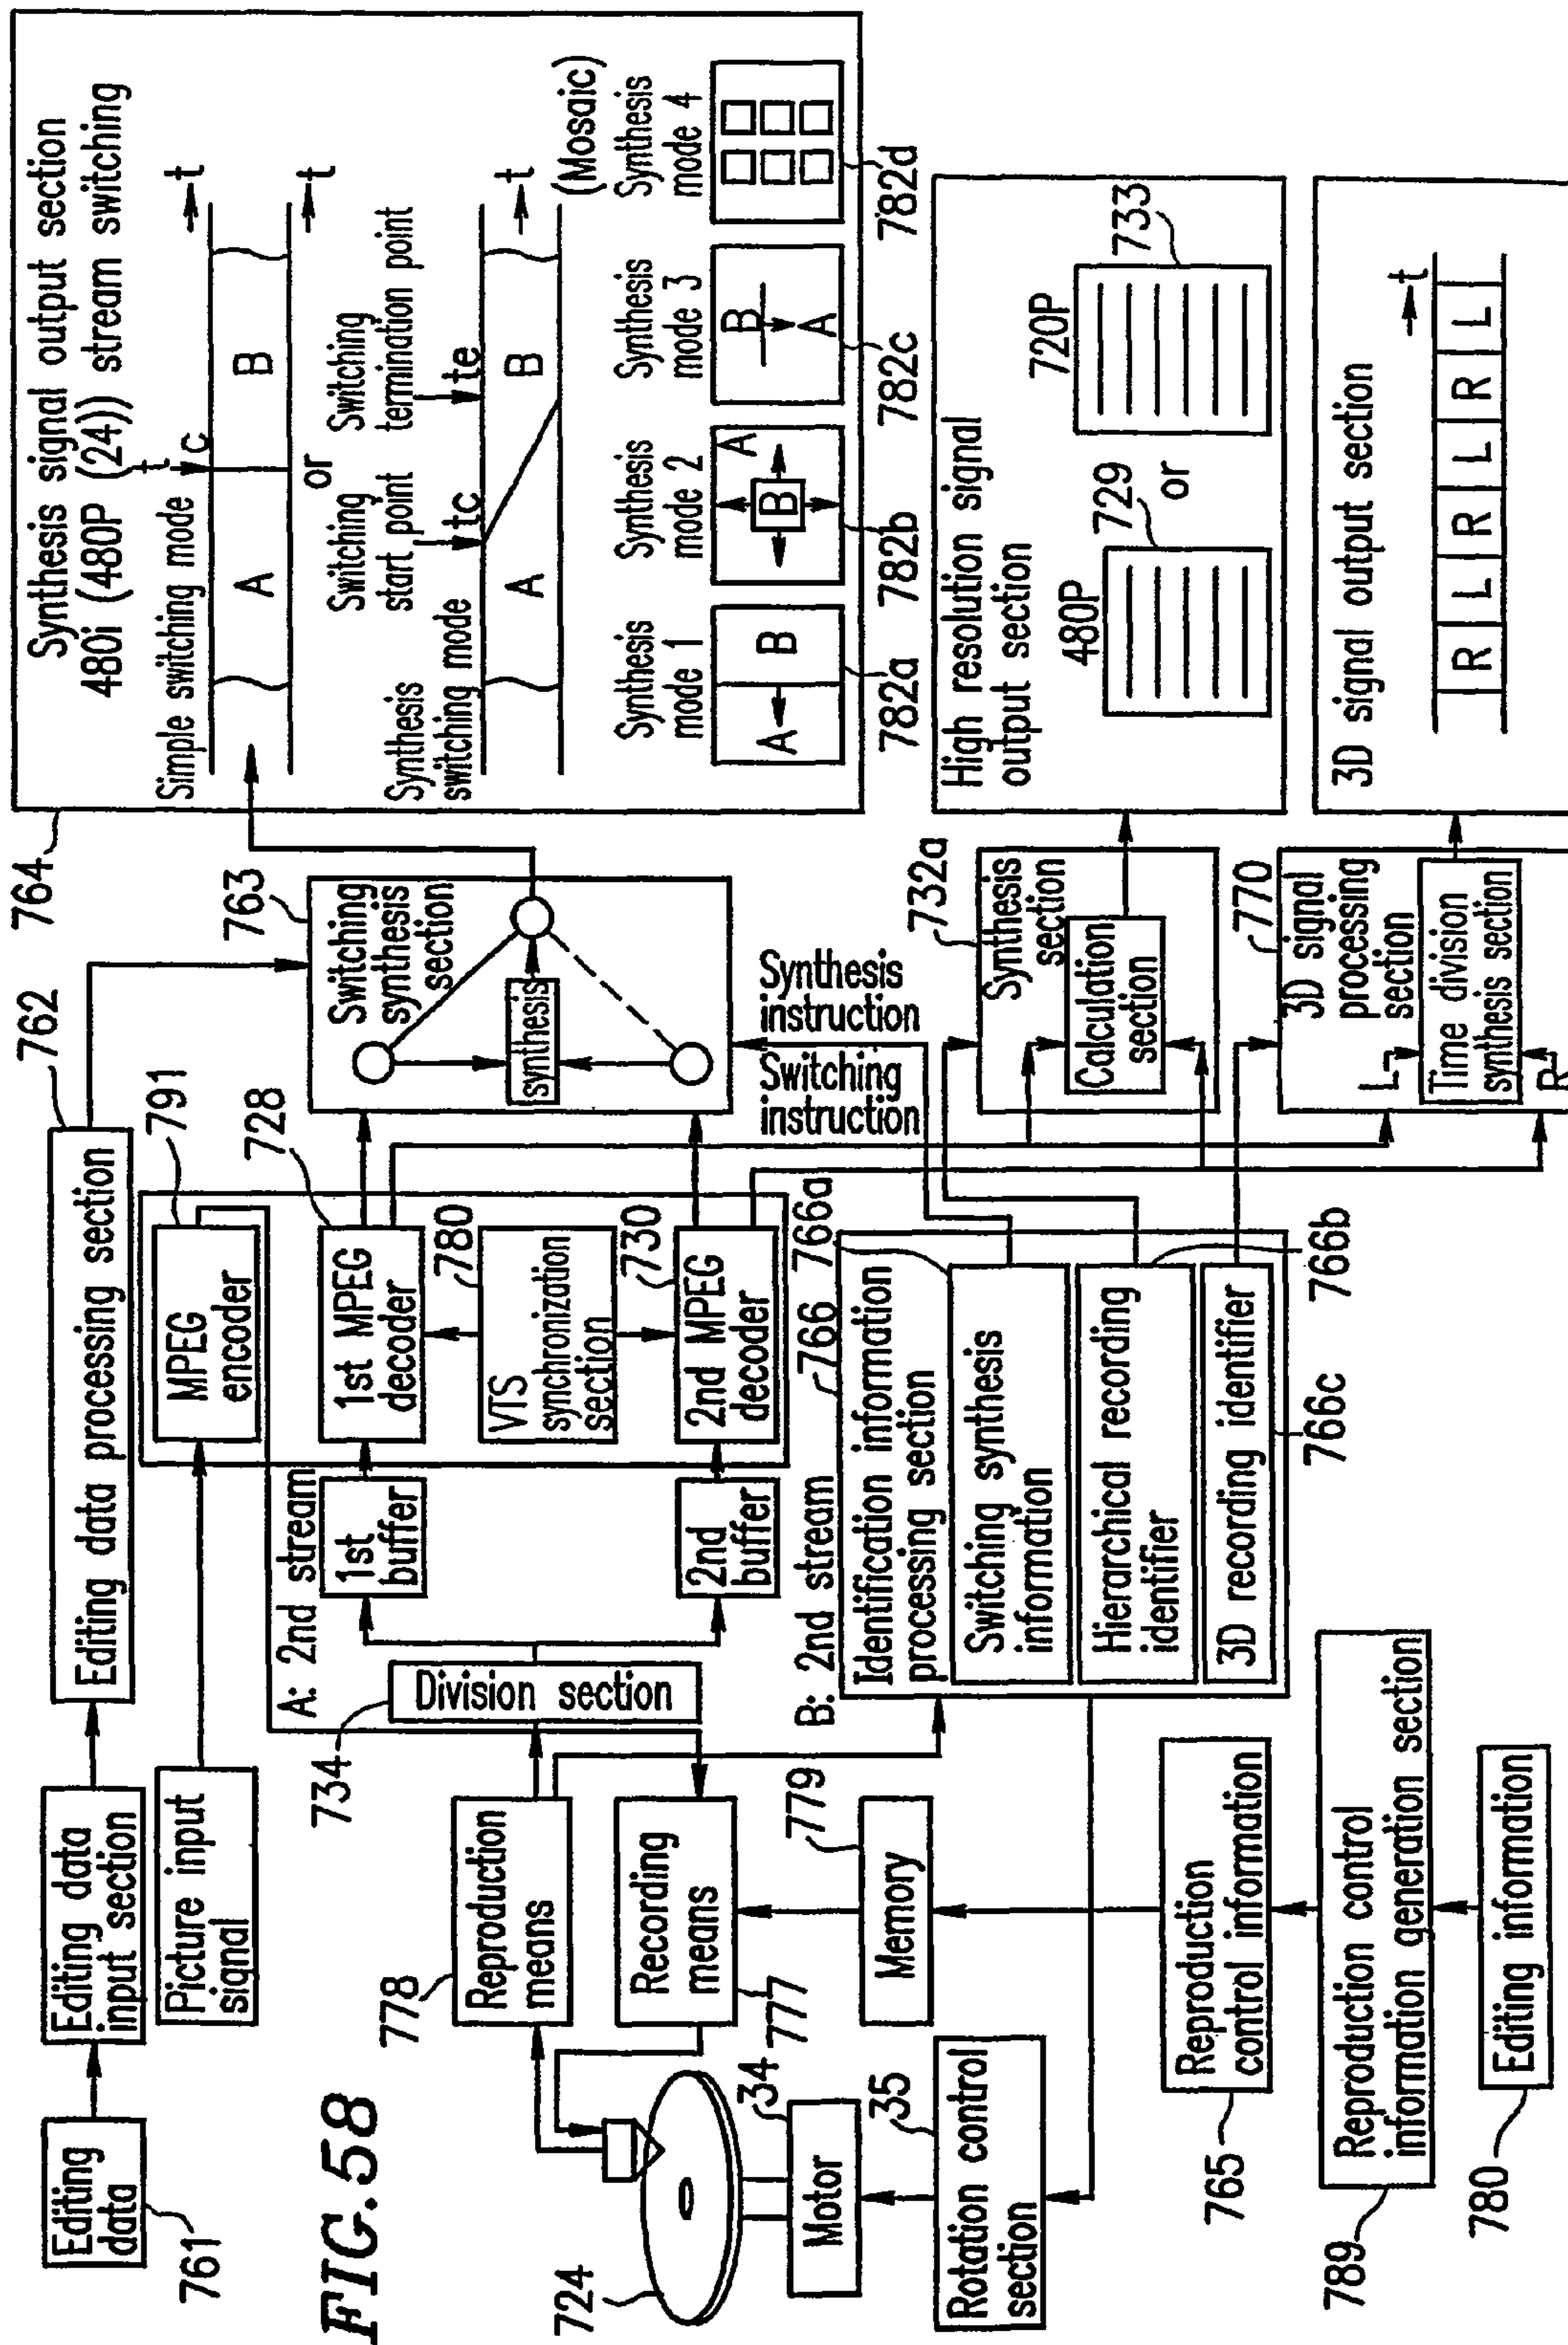 FIG.58
Editing
data
761
Editing data
input section
Editing data processing section
762
Picture input
signal
MPEG
encoder
791
724
Motor
34
Rotation control
section
35
Reproduction
means
778
Recording
means
777
Memory
779
Reproduction
control information
765
Reproduction control
information generation section
789
Editing information
780
Division section
734
A: 2nd stream
1st
buffer
2nd
buffer
B: 2nd stream
1st MPEG
decoder
728
VTS
synchronization
section
780
2nd MPEG
decoder
730
766
Identification information
processing section
Switching synthesis
information
766a
Hierarchical recording
identifier
766b
3D recording identifier
766c
Switching
synthesis
section
763
synthesis
Synthesis
instruction
Switching
instruction
Synthesis
section
732a
Calculation
section
3D signal
processing
section
770
L
Time division
synthesis section
R
764
Synthesis signal output section
480i (480P (24)) stream switching
Simple switching mode
t
c
t
A
B
t
or
Synthesis
switching mode
Switching
start point
tc
Switching
termination point
te
A
B
t
(Mosaic)
Synthesis
mode 1
A
B
782a
Synthesis
mode 2
B
A
782b
Synthesis
mode 3
B
A
782c
Synthesis
mode 4
782d
High resolution signal
output section
480P
729
or
720P
733
3D signal output section
t
R L R L R L